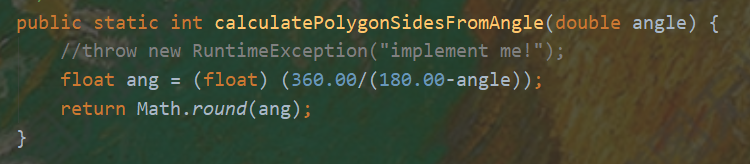 public static int calculatePolygonSidesFromAngle(double angle) {
    //throw new RuntimeException("implement me!");
    float ang = (float) (360.00/(180.00-angle));
    return Math.round(ang);
}